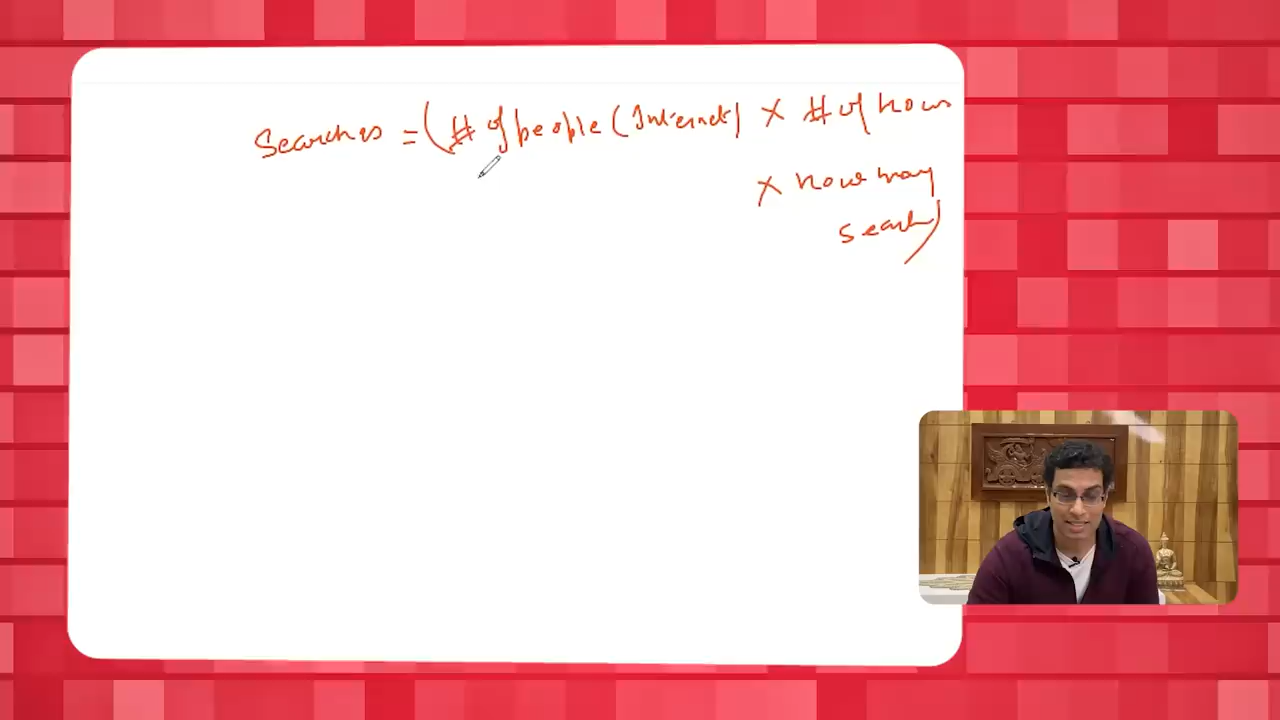 Searches = (# of people (Internet) X # of hours
X how many
search)